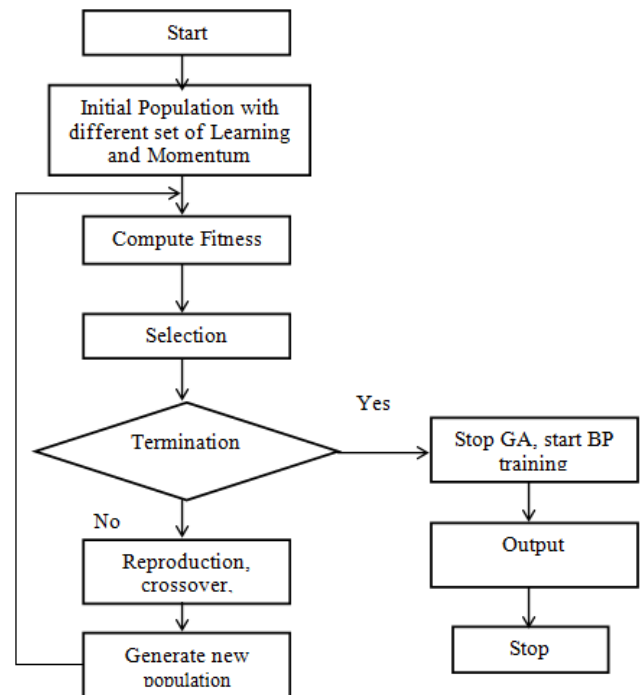 Start
Initial Population with
different set of Learning
and Momentum
Compute Fitness
Selection
Termination
Yes
Stop GA, start BP
training
No
Output
Reproduction,
crossover.
Stop
Generate new
population